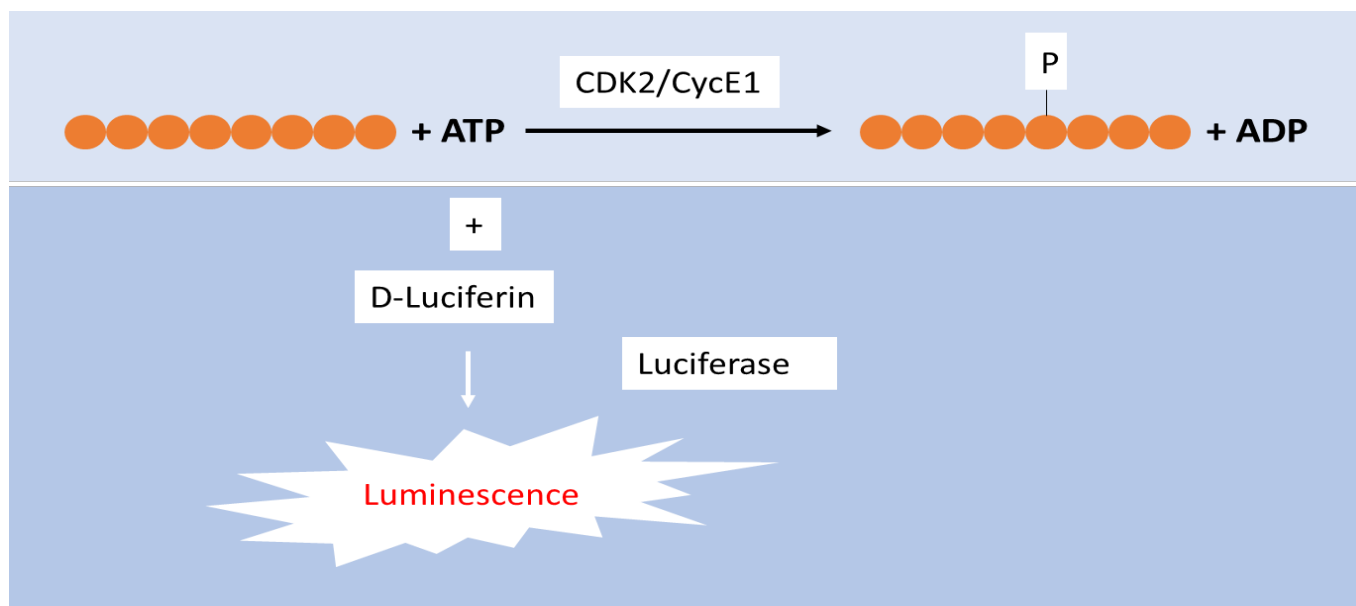 CDK2/CycE1
P
+ ATP
+ ADP
+
D-Luciferin
Luciferase
Luminescence